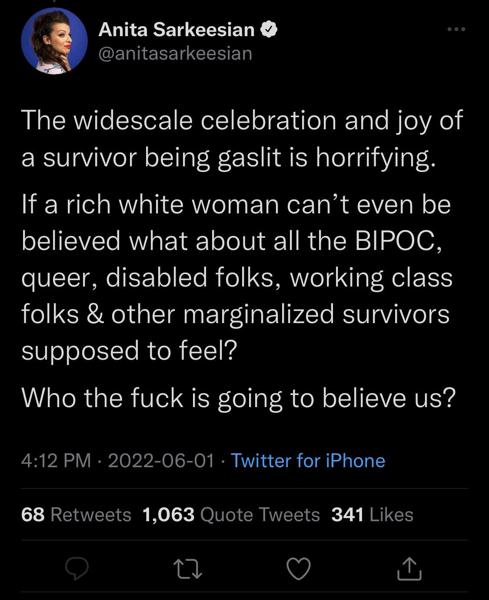 Anita Sarkeesian
@anitasarkeesian
The widescale celebration and joy of
a survivor being gaslit is horrifying.
If a rich white woman can’t even be
believed what about all the BIPOC,
queer, disabled folks, working class
folks & other marginalized survivors
supposed to feel?
Who the fuck is going to believe us?
4:12 PM · 2022-06-01 · Twitter for iPhone
68 Retweets 1,063 Quote Tweets 341 Likes